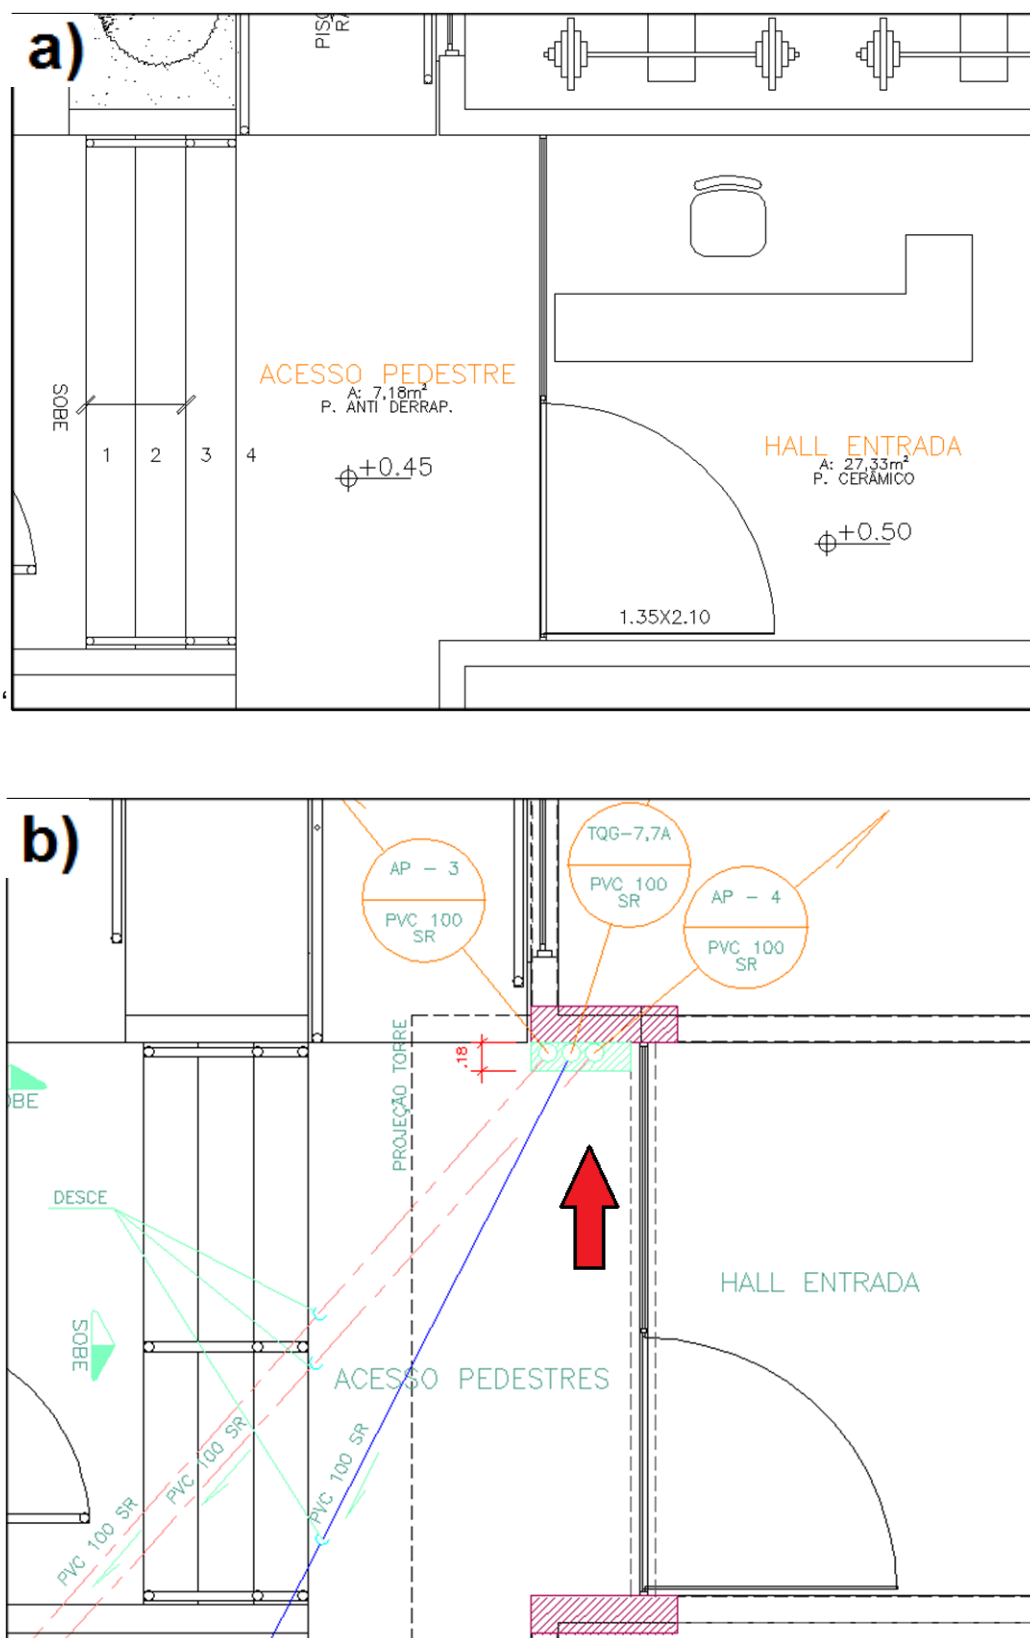 a)
PISO
RA
ACESSO PEDESTRE
A: 7,18m²
P. ANTI DERRAP.
SOBE
1 2 3 4
+0.45
HALL ENTRADA
A: 27,33m²
P. CERÂMICO
+0.50
1.35X2.10
b)
TQG-7,7A
PVC 100
SR
AP - 3
PVC 100
SR
AP - 4
PVC 100
SR
PROJEÇÃO TORRE
.18
OBE
DESCE
HALL ENTRADA
SOBE
ACESSO PEDESTRES
PVC 100 SR
PVC 100 SR
PVC 100 SR